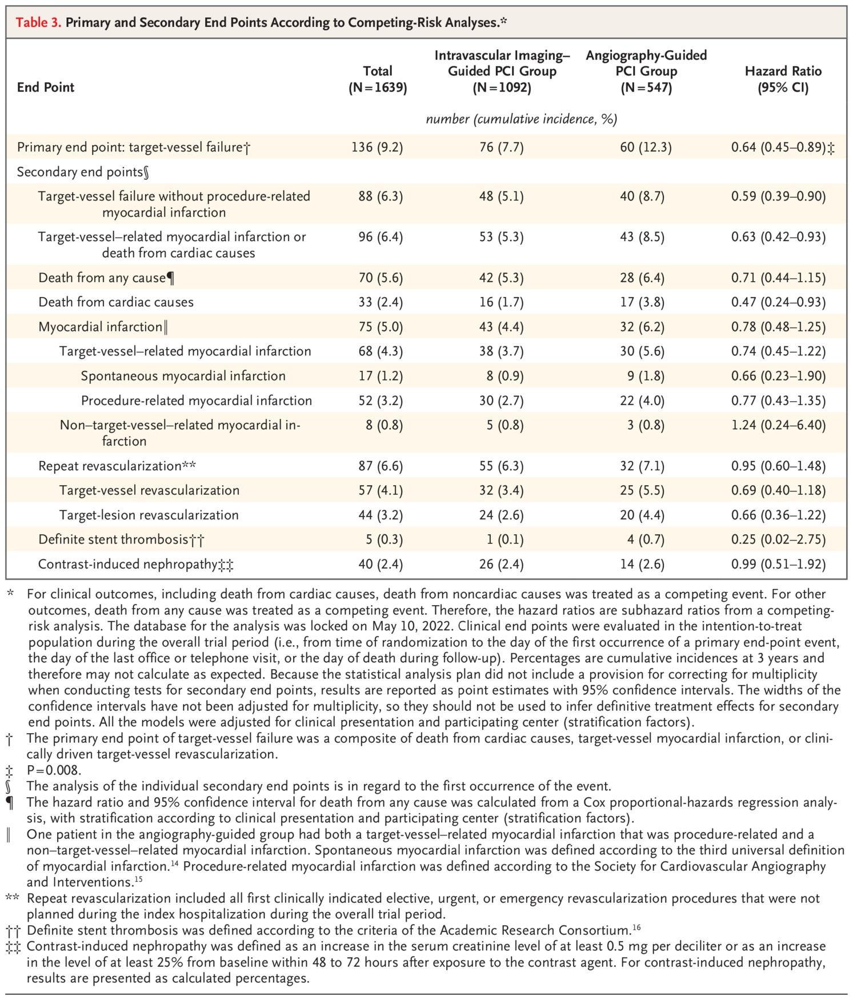 Table 3. Primary and Secondary End Points According to Competing-Risk Analyses.*
End Point
Total
(N=1639)
Intravascular Imaging–
Guided PCI Group
(N=1092)
Angiography-Guided
PCI Group
(N=547)
Hazard Ratio
(95% CI)
number (cumulative incidence, %)
Primary end point: target-vessel failure† 136 (9.2) 76 (7.7) 60 (12.3) 0.64 (0.45–0.89)‡
Secondary end points§
Target-vessel failure without procedure-related 88 (6.3) 48 (5.1) 40 (8.7) 0.59 (0.39–0.90)
myocardial infarction
Target-vessel–related myocardial infarction or 96 (6.4) 53 (5.3) 43 (8.5) 0.63 (0.42–0.93)
death from cardiac causes
Death from any cause¶ 70 (5.6) 42 (5.3) 28 (6.4) 0.71 (0.44–1.15)
Death from cardiac causes 33 (2.4) 16 (1.7) 17 (3.8) 0.47 (0.24–0.93)
Myocardial infarction‖ 75 (5.0) 43 (4.4) 32 (6.2) 0.78 (0.48–1.25)
Target-vessel–related myocardial infarction 68 (4.3) 38 (3.7) 30 (5.6) 0.74 (0.45–1.22)
Spontaneous myocardial infarction 17 (1.2) 8 (0.9) 9 (1.8) 0.66 (0.23–1.90)
Procedure-related myocardial infarction 52 (3.2) 30 (2.7) 22 (4.0) 0.77 (0.43–1.35)
Non–target-vessel–related myocardial in- 8 (0.8) 5 (0.8) 3 (0.8) 1.24 (0.24–6.40)
farction
Repeat revascularization** 87 (6.6) 55 (6.3) 32 (7.1) 0.95 (0.60–1.48)
Target-vessel revascularization 57 (4.1) 32 (3.4) 25 (5.5) 0.69 (0.40–1.18)
Target-lesion revascularization 44 (3.2) 24 (2.6) 20 (4.4) 0.66 (0.36–1.22)
Definite stent thrombosis†† 5 (0.3) 1 (0.1) 4 (0.7) 0.25 (0.02–2.75)
Contrast-induced nephropathy‡‡ 40 (2.4) 26 (2.4) 14 (2.6) 0.99 (0.51–1.92)
* For clinical outcomes, including death from cardiac causes, death from noncardiac causes was treated as a competing event. For other
outcomes, death from any cause was treated as a competing event. Therefore, the hazard ratios are subhazard ratios from a competing-
risk analysis. The database for the analysis was locked on May 10, 2022. Clinical end points were evaluated in the intention-to-treat
population during the overall trial period (i.e., from time of randomization to the day of the first occurrence of a primary end-point event,
the day of the last office or telephone visit, or the day of death during follow-up). Percentages are cumulative incidences at 3 years and
therefore may not calculate as expected. Because the statistical analysis plan did not include a provision for correcting for multiplicity
when conducting tests for secondary end points, results are reported as point estimates with 95% confidence intervals. The widths of the
confidence intervals have not been adjusted for multiplicity, so they should not be used to infer definitive treatment effects for secondary
end points. All the models were adjusted for clinical presentation and participating center (stratification factors).
† The primary end point of target-vessel failure was a composite of death from cardiac causes, target-vessel myocardial infarction, or clini-
cally driven target-vessel revascularization.
‡ P=0.008.
§ The analysis of the individual secondary end points is in regard to the first occurrence of the event.
¶ The hazard ratio and 95% confidence interval for death from any cause was calculated from a Cox proportional-hazards regression analy-
sis, with stratification according to clinical presentation and participating center (stratification factors).
‖ One patient in the angiography-guided group had both a target-vessel–related myocardial infarction that was procedure-related and a
non–target-vessel–related myocardial infarction. Spontaneous myocardial infarction was defined according to the third universal definition
of myocardial infarction.14 Procedure-related myocardial infarction was defined according to the Society for Cardiovascular Angiography
and Interventions.15
** Repeat revascularization included all first clinically indicated elective, urgent, or emergency revascularization procedures that were not
planned during the index hospitalization during the overall trial period.
†† Definite stent thrombosis was defined according to the criteria of the Academic Research Consortium.16
‡‡ Contrast-induced nephropathy was defined as an increase in the serum creatinine level of at least 0.5 mg per deciliter or as an increase
in the level of at least 25% from baseline within 48 to 72 hours after exposure to the contrast agent. For contrast-induced nephropathy,
results are presented as calculated percentages.